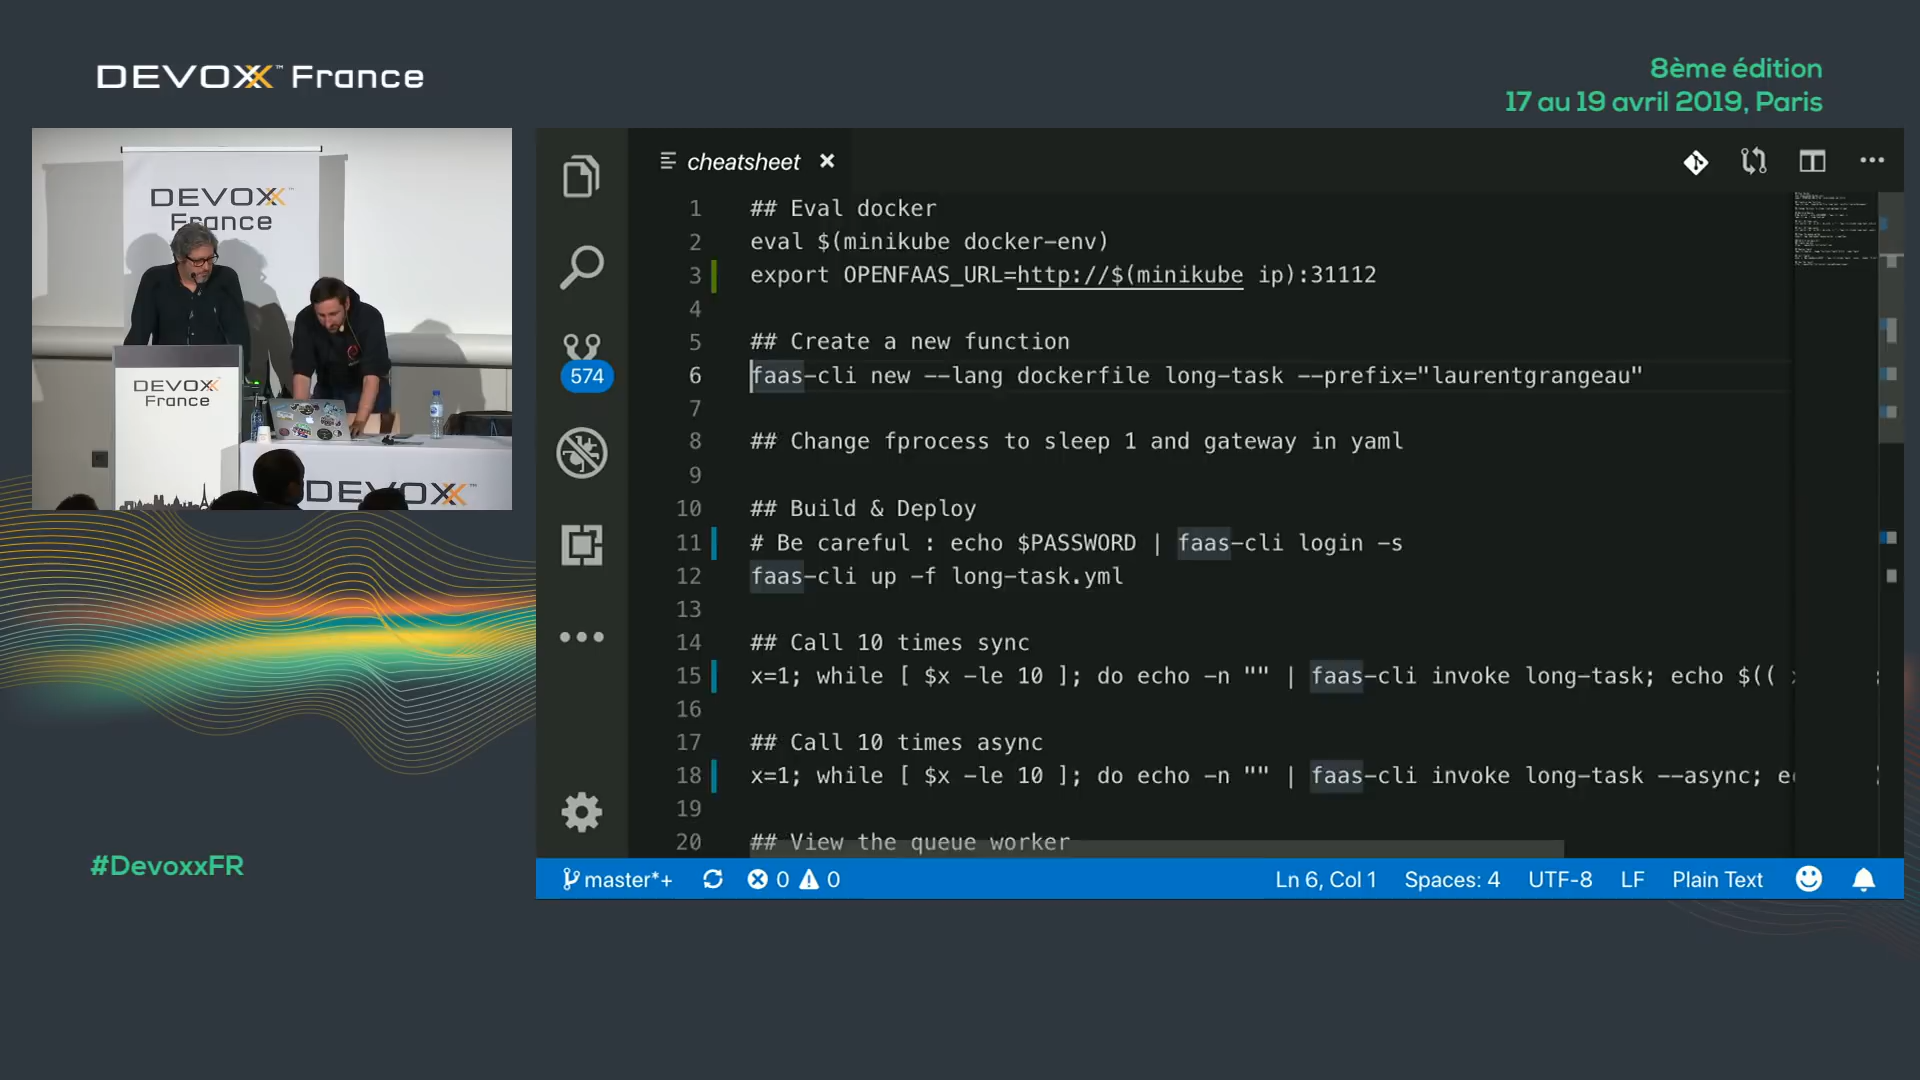 DEVOXX™ France
8ème édition
17 au 19 avril 2019, Paris
DEVOXX™
France
DEVOXX
France
DEVOXX™
cheatsheet
1 ## Eval docker
2 eval $(minikube docker-env)
3 export OPENFAAS_URL=http://$(minikube ip):31112
4
5 ## Create a new function
6 faas-cli new --lang dockerfile long-task --prefix="laurentgrangeau"
7
8 ## Change fprocess to sleep 1 and gateway in yaml
9
10 ## Build & Deploy
11 # Be careful : echo $PASSWORD | faas-cli login -s
12 faas-cli up -f long-task.yml
13
14 ## Call 10 times sync
15 x=1; while [ $x -le 10 ]; do echo -n "" | faas-cli invoke long-task; echo $((
16
17 ## Call 10 times async
18 x=1; while [ $x -le 10 ]; do echo -n "" | faas-cli invoke long-task --async;
19
20 ## View the queue worker
574
master*+ 0 0 Ln 6, Col 1 Spaces: 4 UTF-8 LF Plain Text
#DevoxxFR